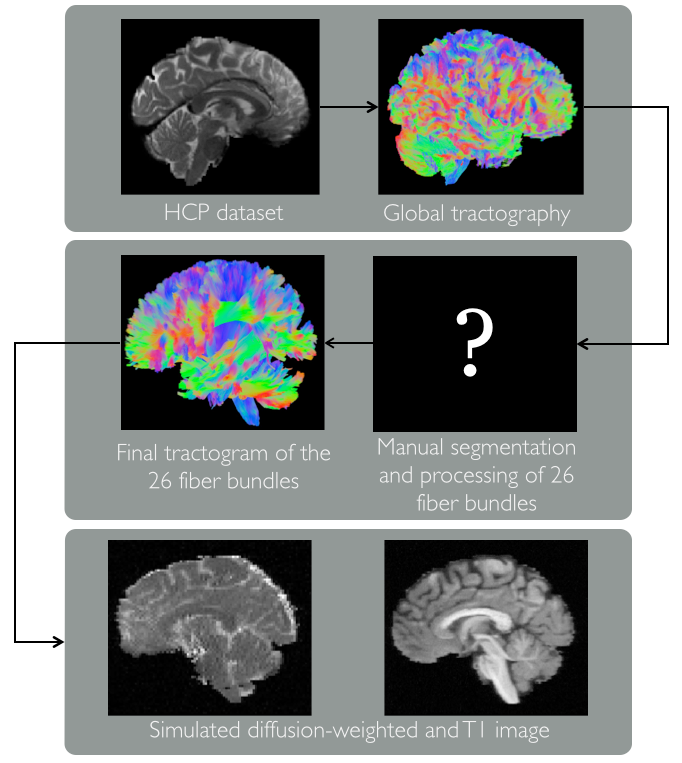 HCP dataset
Global tractography
?
Manual segmentation
and processing of 26
fiber bundles
Final tractogram of the
26 fiber bundles
Simulated diffusion-weighted and T1 image